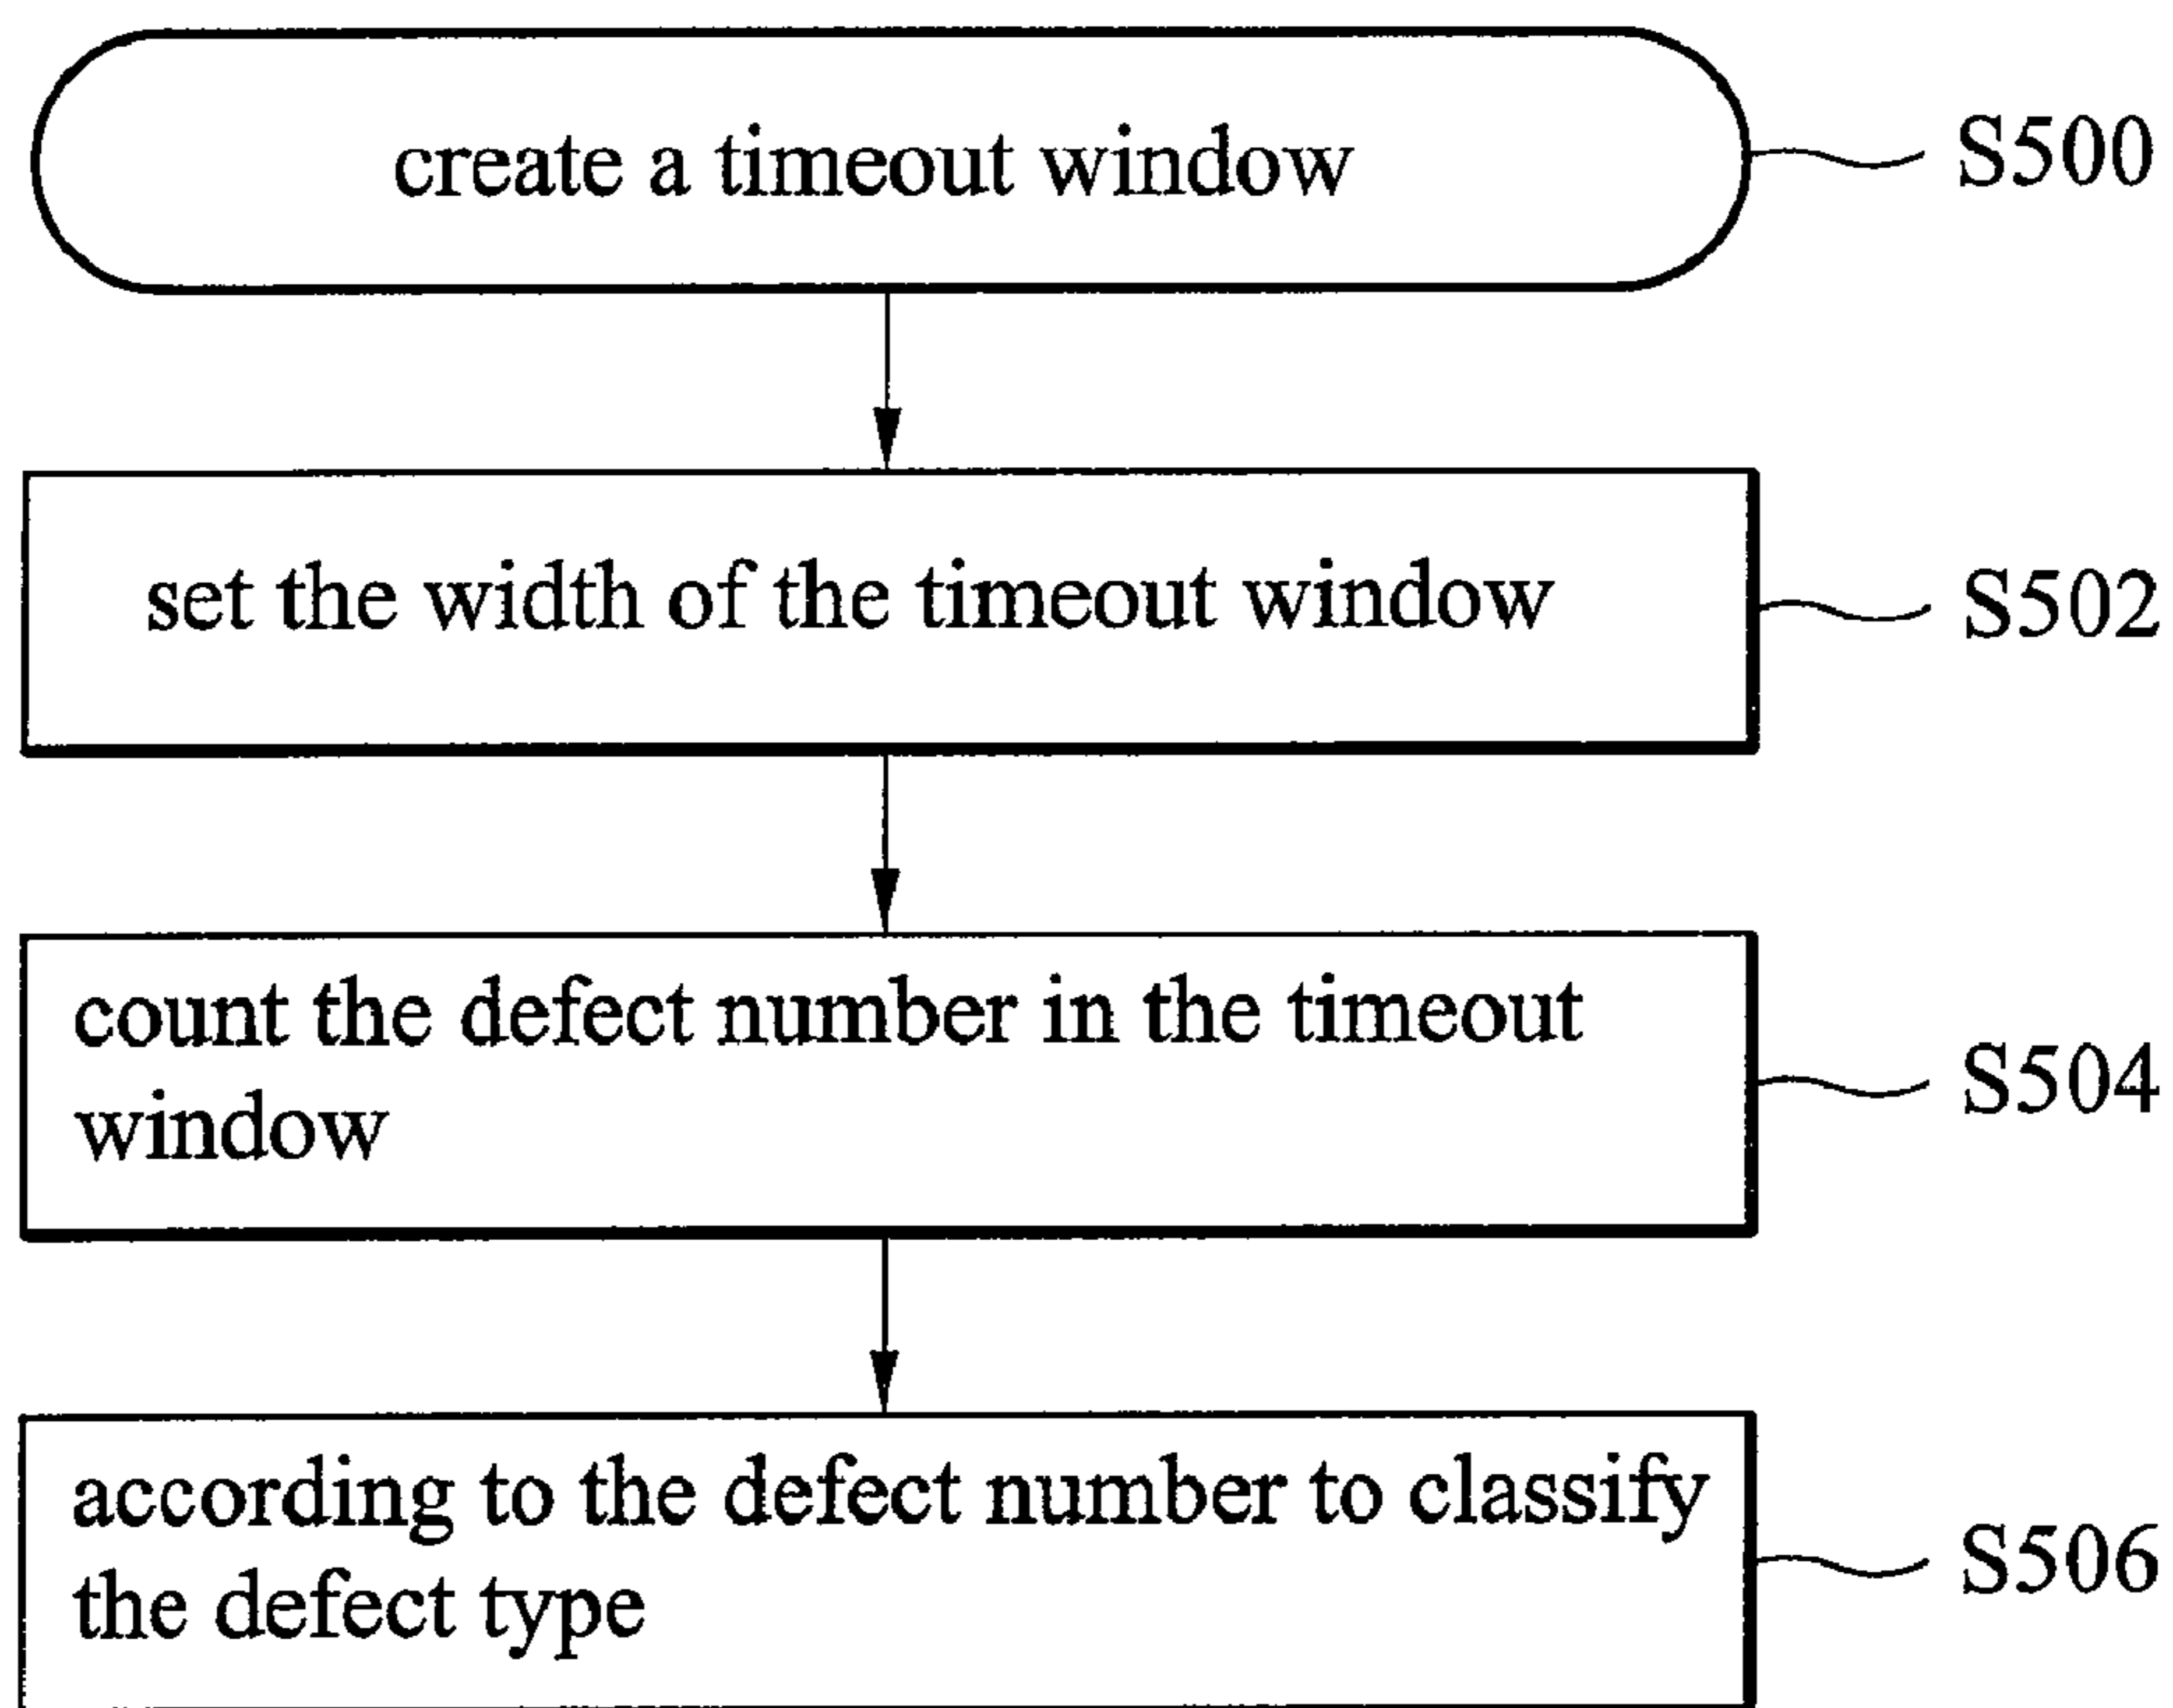 create a timeout window
S500
set the width of the timeout window
S502
count the defect number in the timeout
window
S504
according to the defect number to classify
the defect type
S506